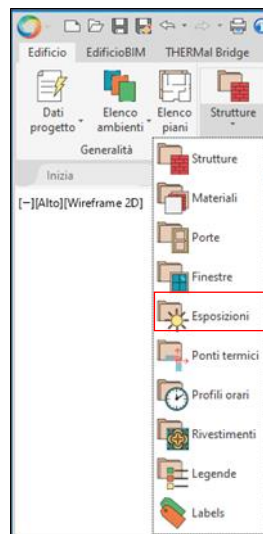 Edificio EdificioBIM THERMal Bridge
Dati progetto Elenco ambienti Elenco piani Strutture
Generalità
Inizia
[−][Alto][Wireframe 2D]
Strutture
Materiali
Porte
Finestre
Esposizioni
Ponti termici
Profili orari
Rivestimenti
Legende
Labels